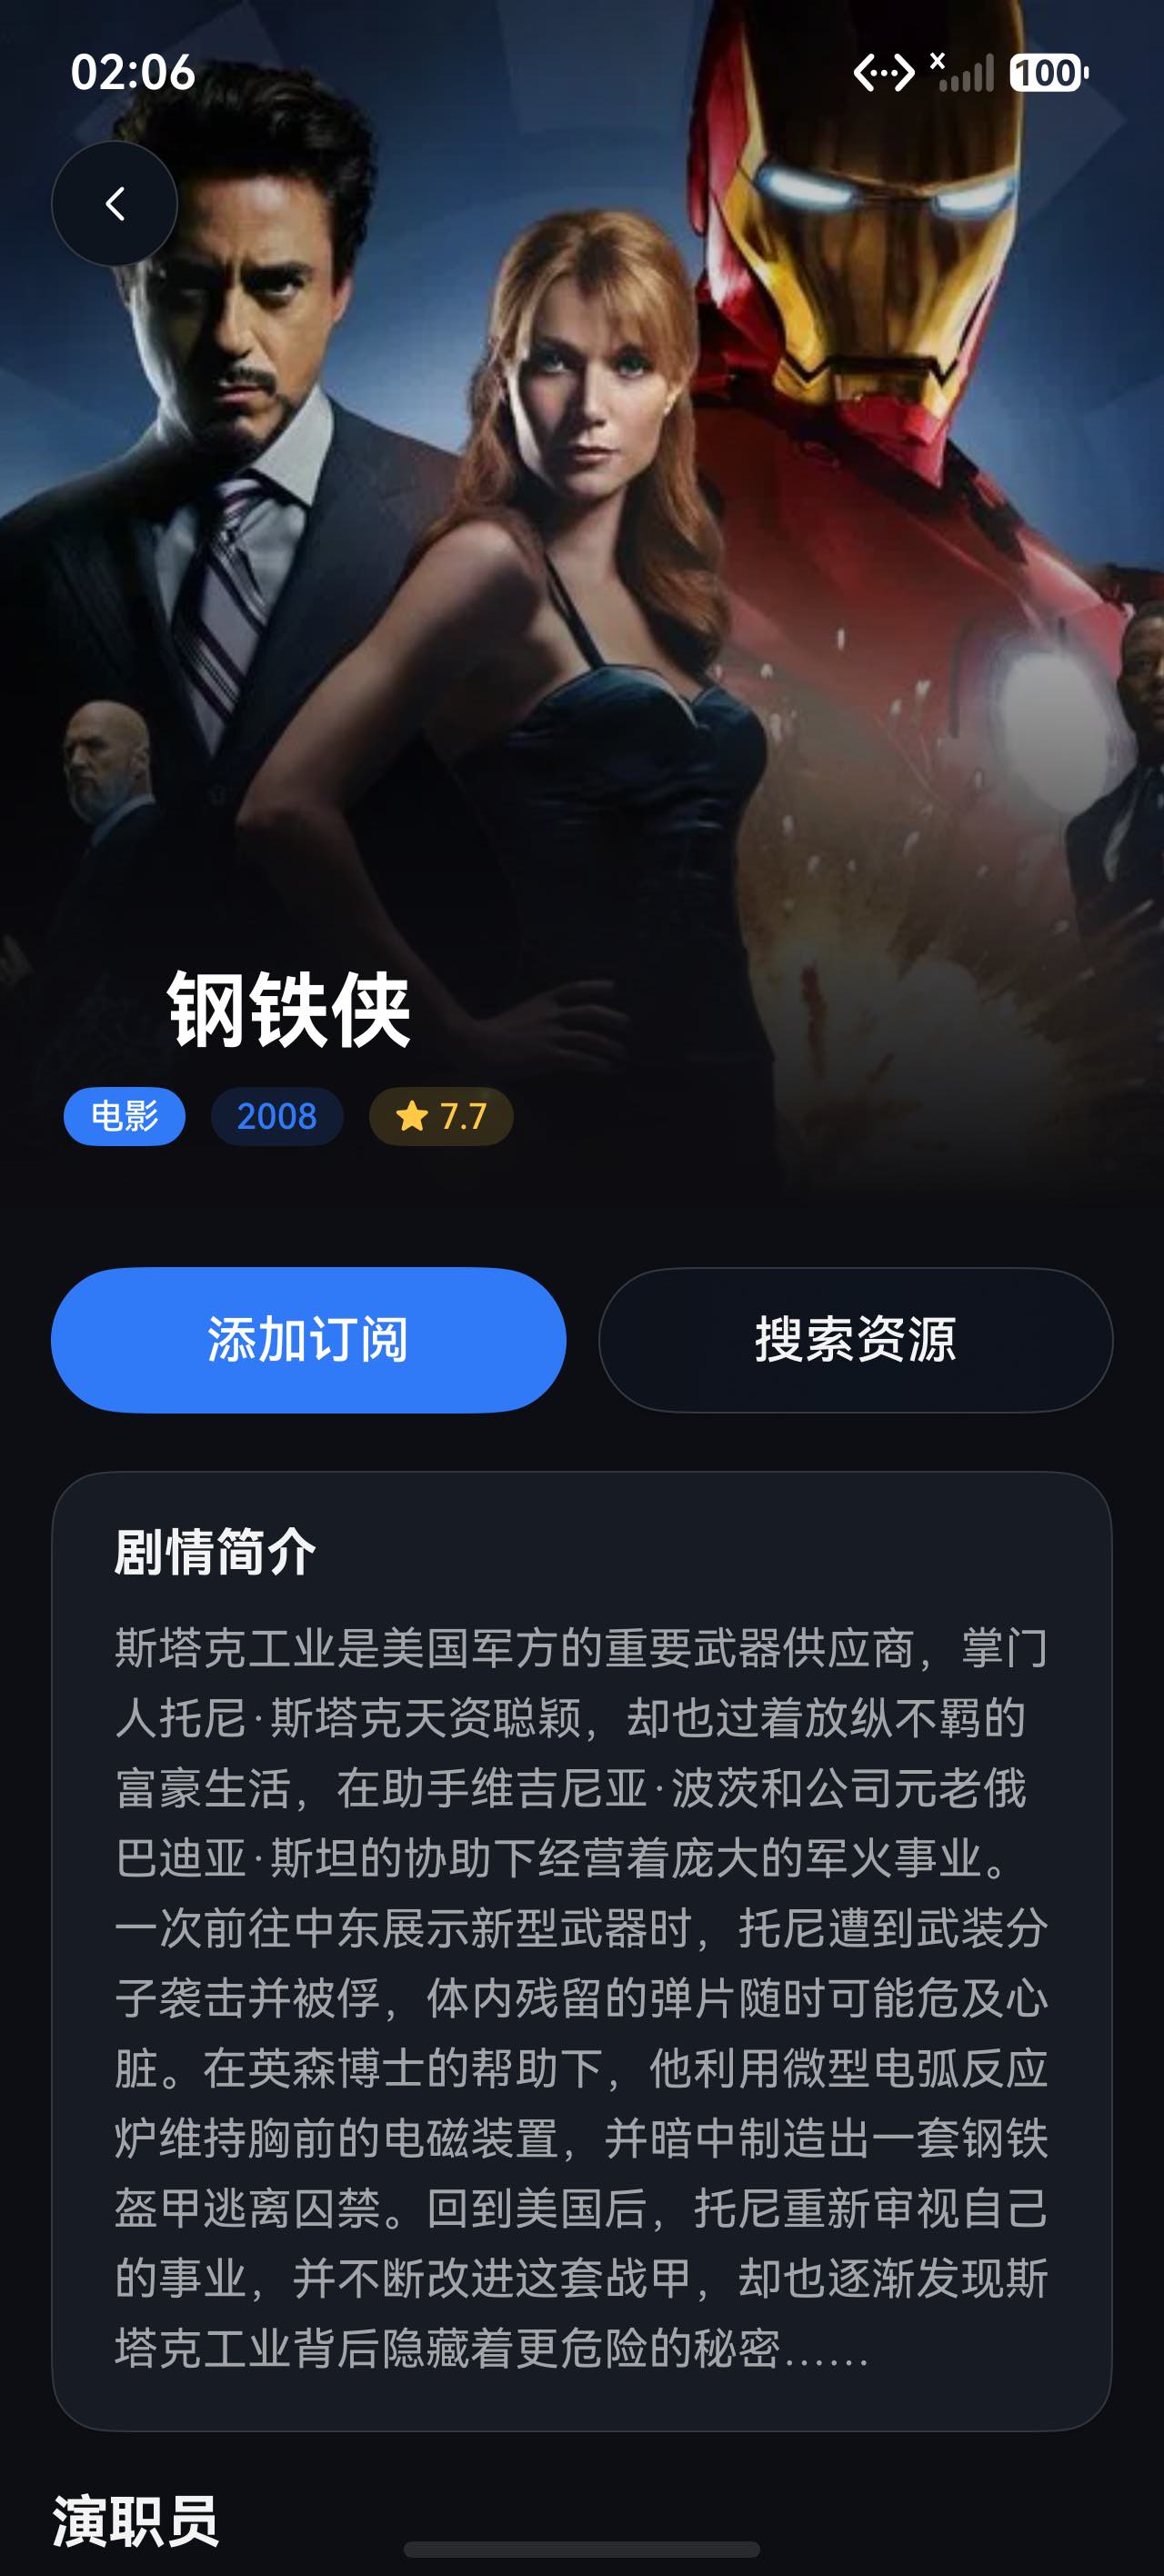 02:06
100
钢铁侠
电影 2008 7.7
添加订阅 搜索资源
剧情简介
斯塔克工业是美国军方的重要武器供应商，掌门
人托尼·斯塔克天资聪颖，却也过着放纵不羁的
富豪生活，在助手维吉尼亚·波茨和公司元老俄
巴迪亚·斯坦的协助下经营着庞大的军火事业。
一次前往中东展示新型武器时，托尼遭到武装分
子袭击并被俘，体内残留的弹片随时可能危及心
脏。在英森博士的帮助下，他利用微型电弧反应
炉维持胸前的电磁装置，并暗中制造出一套钢铁
盔甲逃离囚禁。回到美国后，托尼重新审视自己
的事业，并不断改进这套战甲，却也逐渐发现斯
塔克工业背后隐藏着更危险的秘密……
演职员